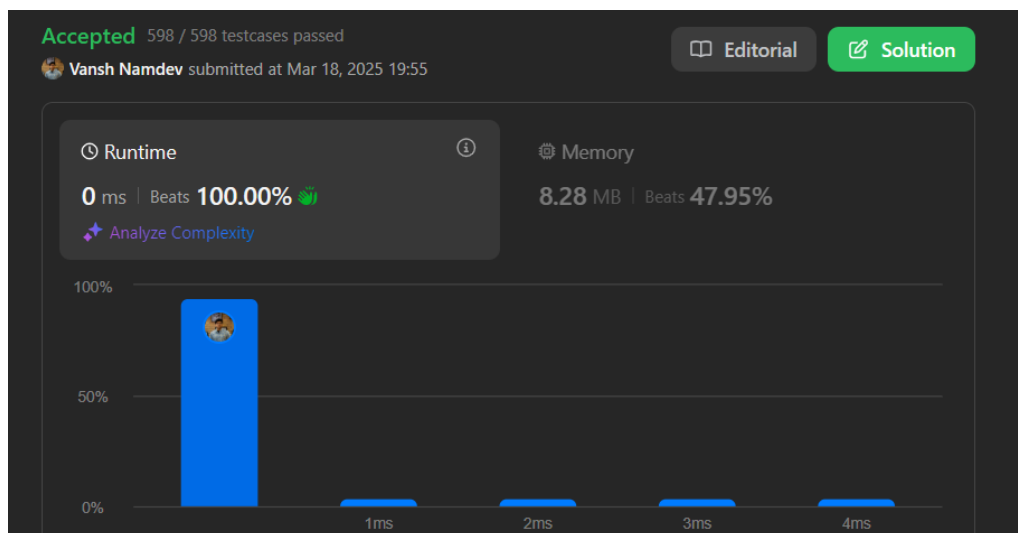 Accepted 598 / 598 testcases passed
Vansh Namdev submitted at Mar 18, 2025 19:55
Editorial
Solution
Runtime
0 ms | Beats 100.00%
Analyze Complexity
Memory
8.28 MB | Beats 47.95%
100%
50%
0%
1ms 2ms 3ms 4ms